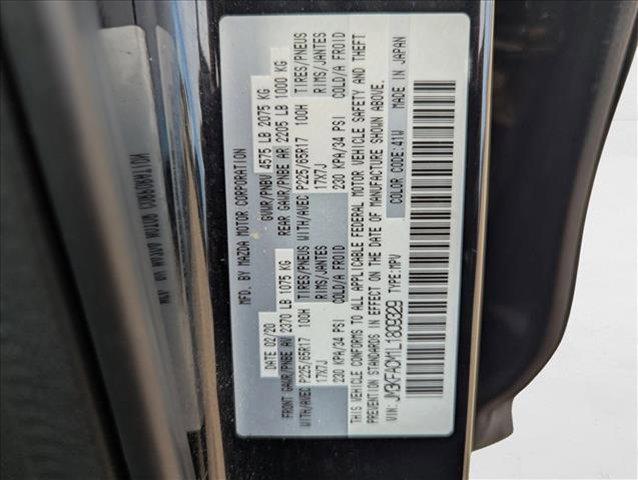 MFD. BY MAZDA MOTOR CORPORATION
DATE 02/20 GVWR/PNBV 4575 LB 2075 KG
FRONT GAWR/PNBE AV 2370 LB 1075 KG REAR GAWR/PNBE AR 2205 LB 1000 KG
WITH/AVEC P225/65R17 100H TIRES/PNEUS WITH/AVEC P225/65R17 100H TIRES/PNEUS
17X7J RIMS/JANTES 17X7J RIMS/JANTES
230 KPA/34 PSI COLD/A FROID 230 KPA/34 PSI COLD/A FROID
THIS VEHICLE CONFORMS TO ALL APPLICABLE FEDERAL MOTOR VEHICLE SAFETY AND THEFT
PREVENTION STANDARDS IN EFFECT ON THE DATE OF MANUFACTURE SHOWN ABOVE.
COLOR CODE:41W MADE IN JAPAN
VIN: JM3KFACM1L1809329 TYPE:MPV